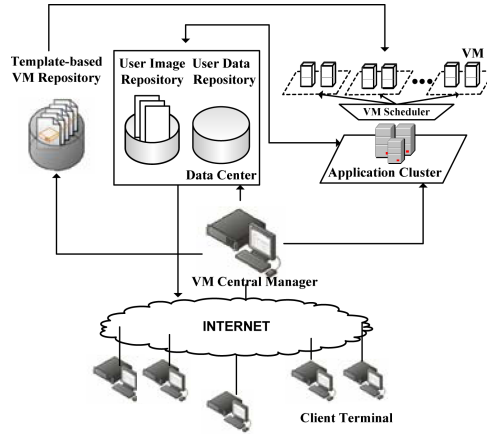 Template-based
VM Repository
User Image
Repository
User Data
Repository
Data Center
VM
VM Scheduler
Application Cluster
VM Central Manager
INTERNET
Client Terminal